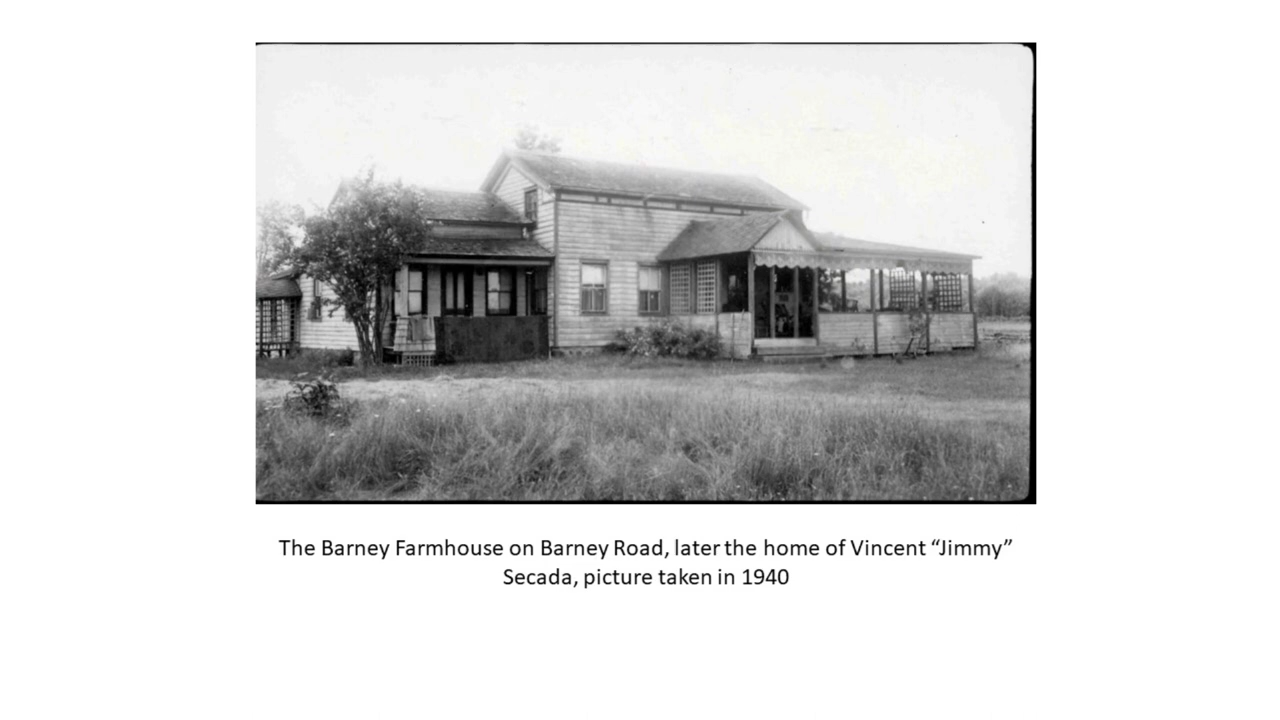 The Barney Farmhouse on Barney Road, later the home of Vincent “Jimmy”
Secada, picture taken in 1940